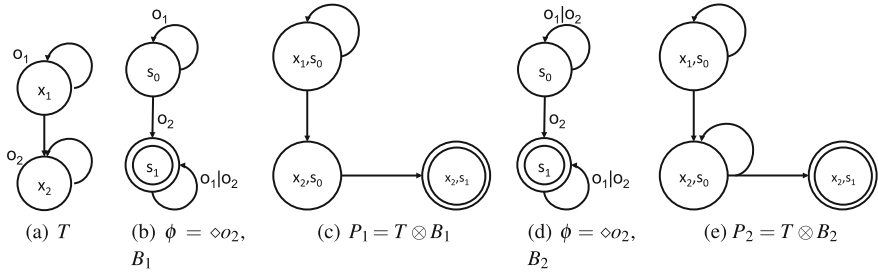 o₁
x₁
o₂
x₂
(a) T
o₁
s₀
o₂
s₁
o₁|o₂
(b) ϕ = ⋄o₂,
B₁
x₁,s₀
x₂,s₀
x₂,s₁
(c) P₁ = T ⊗ B₁
o₁|o₂
s₀
o₂
s₁
o₁|o₂
(d) ϕ = ⋄o₂,
B₂
x₁,s₀
x₂,s₀
x₂,s₁
(e) P₂ = T ⊗ B₂